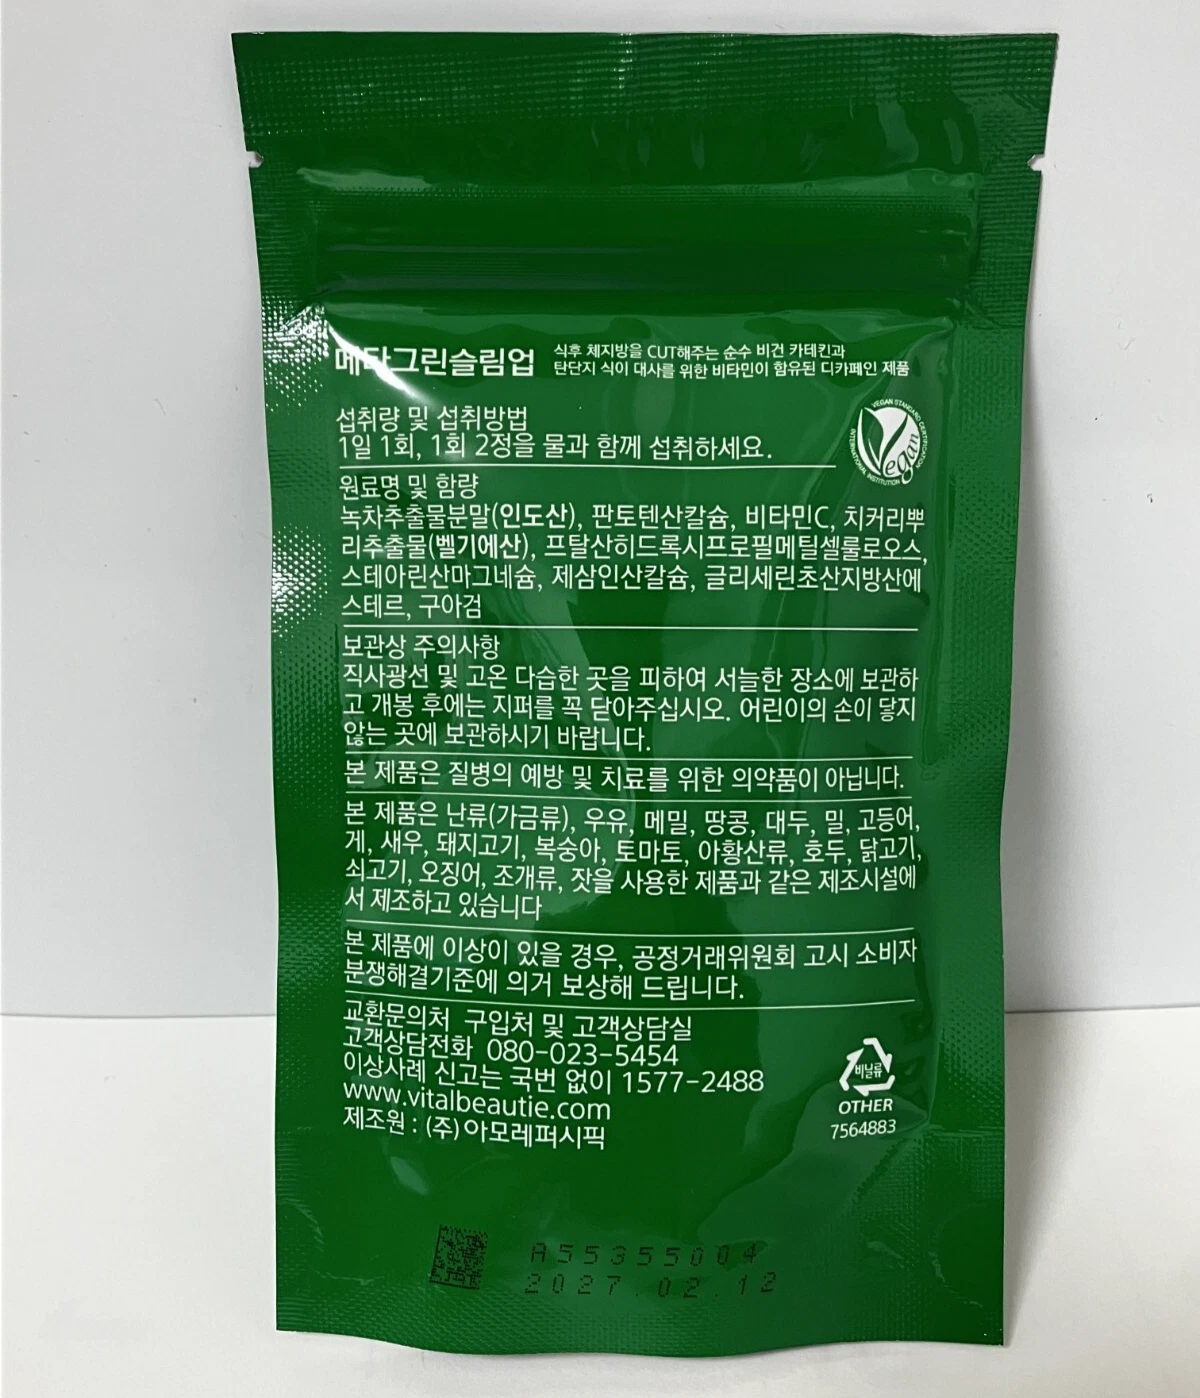 메타그린슬림업
식후 체지방을 CUT해주는 순수 비건 카테킨과
탄단지 식이 대사를 위한 비타민이 함유된 디카페인 제품
섭취량 및 섭취방법
1일 1회, 1회 2정을 물과 함께 섭취하세요.
VEGAN STANDARD CERTIFICATION
INTERNATIONAL INSTITUTION
Vegan
원료명 및 함량
녹차추출물분말(인도산), 판토텐산칼슘, 비타민C, 치커리뿌
리추출물(벨기에산), 프탈산히드록시프로필메틸셀룰로오스,
스테아린산마그네슘, 제삼인산칼슘, 글리세린초산지방산에
스테르, 구아검
보관상 주의사항
직사광선 및 고온 다습한 곳을 피하여 서늘한 장소에 보관하
고 개봉 후에는 지퍼를 꼭 닫아주십시오. 어린이의 손이 닿지
않는 곳에 보관하시기 바랍니다.
본 제품은 질병의 예방 및 치료를 위한 의약품이 아닙니다.
본 제품은 난류(가금류), 우유, 메밀, 땅콩, 대두, 밀, 고등어,
게, 새우, 돼지고기, 복숭아, 토마토, 아황산류, 호두, 닭고기,
쇠고기, 오징어, 조개류, 잣을 사용한 제품과 같은 제조시설에
서 제조하고 있습니다
본 제품에 이상이 있을 경우, 공정거래위원회 고시 소비자
분쟁해결기준에 의거 보상해 드립니다.
교환문의처 구입처 및 고객상담실
고객상담전화 080-023-5454
이상사례 신고는 국번 없이 1577-2488
www.vitalbeautie.com
제조원 : (주)아모레퍼시픽
비닐류
OTHER
7564883
A55355004
2027.02.12